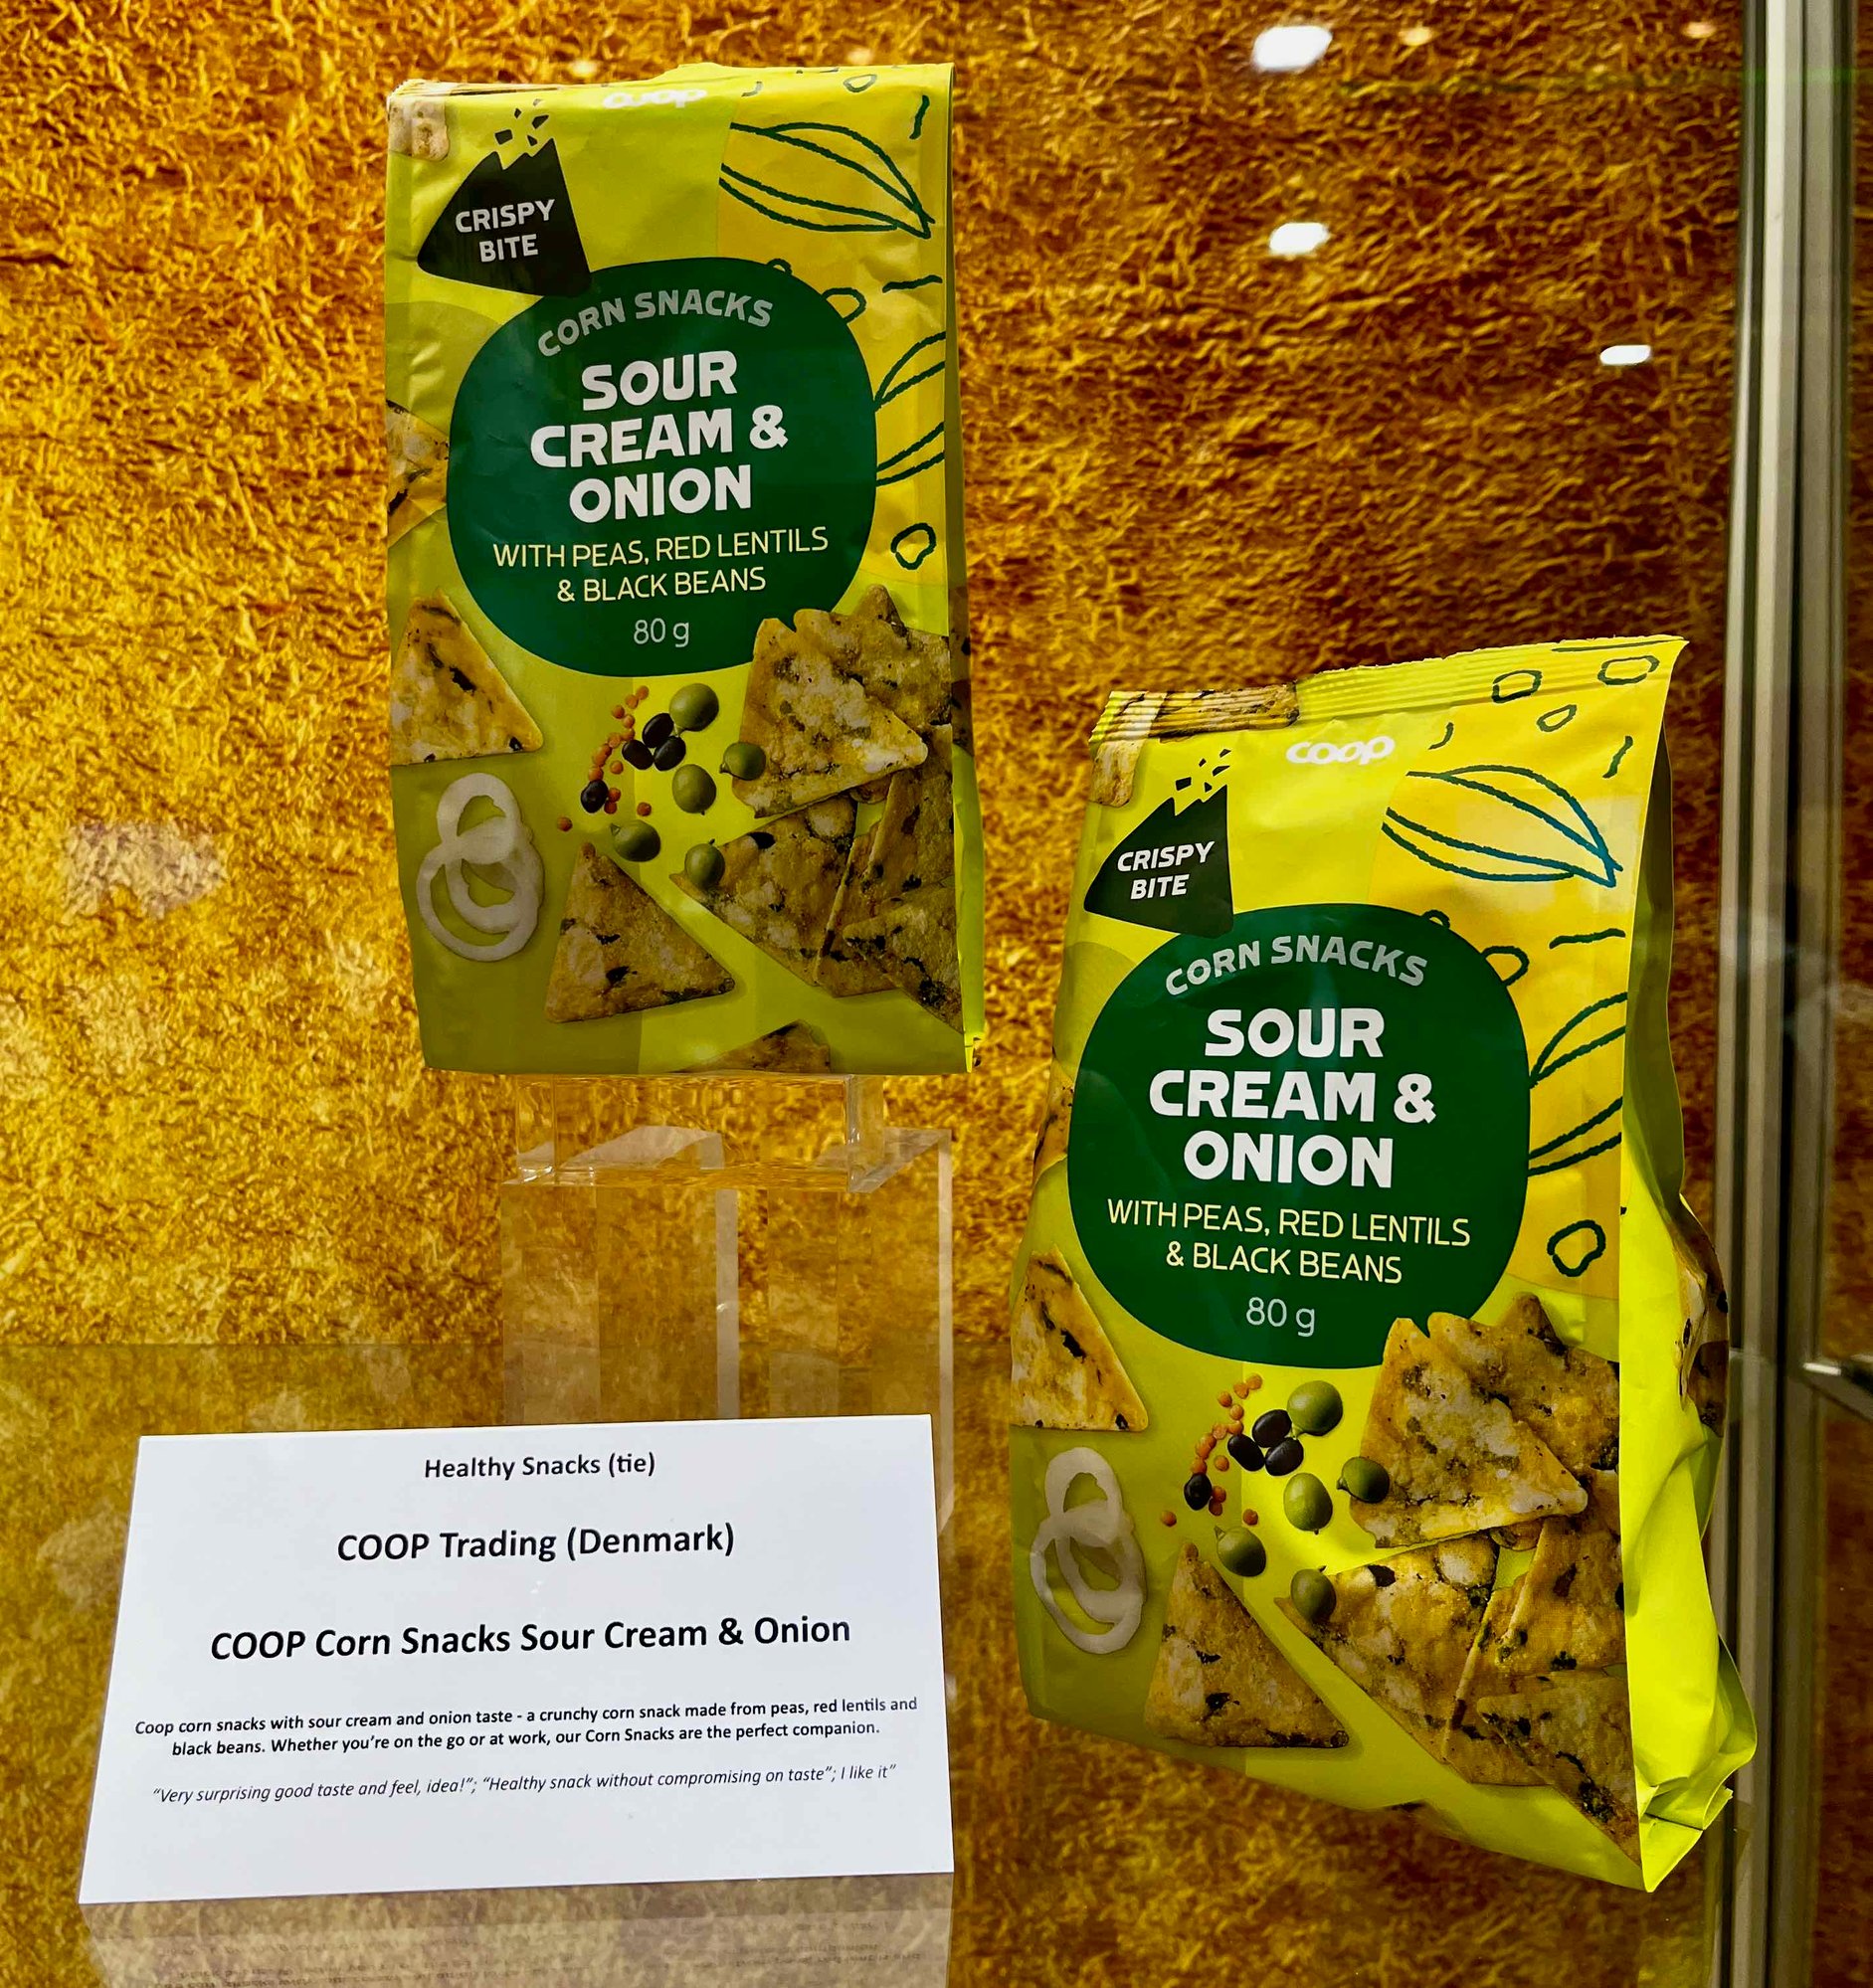 coop
CRISPY
BITE
CORN SNACKS
SOUR
CREAM &
ONION
WITH PEAS, RED LENTILS
& BLACK BEANS
80 g
coop
CRISPY
BITE
CORN SNACKS
SOUR
CREAM &
ONION
WITH PEAS, RED LENTILS
& BLACK BEANS
80 g
Healthy Snacks (tie)
COOP Trading (Denmark)
COOP Corn Snacks Sour Cream & Onion
Coop corn snacks with sour cream and onion taste - a crunchy corn snack made from peas, red lentils and
black beans. Whether you're on the go or at work, our Corn Snacks are the perfect companion.
"Very surprising good taste and feel, idea!"; "Healthy snack without compromising on taste"; I like it"